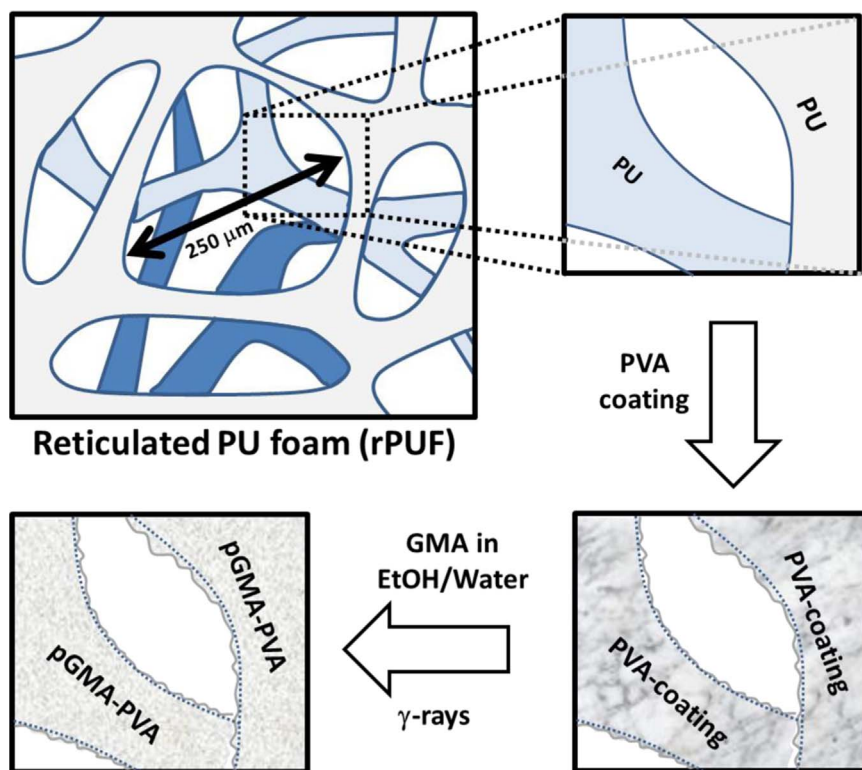 250 μm
Reticulated PU foam (rPUF)
PU
PU
PVA
coating
PVA-coating
PVA-coating
GMA in
EtOH/Water
γ-rays
pGMA-PVA
pGMA-PVA